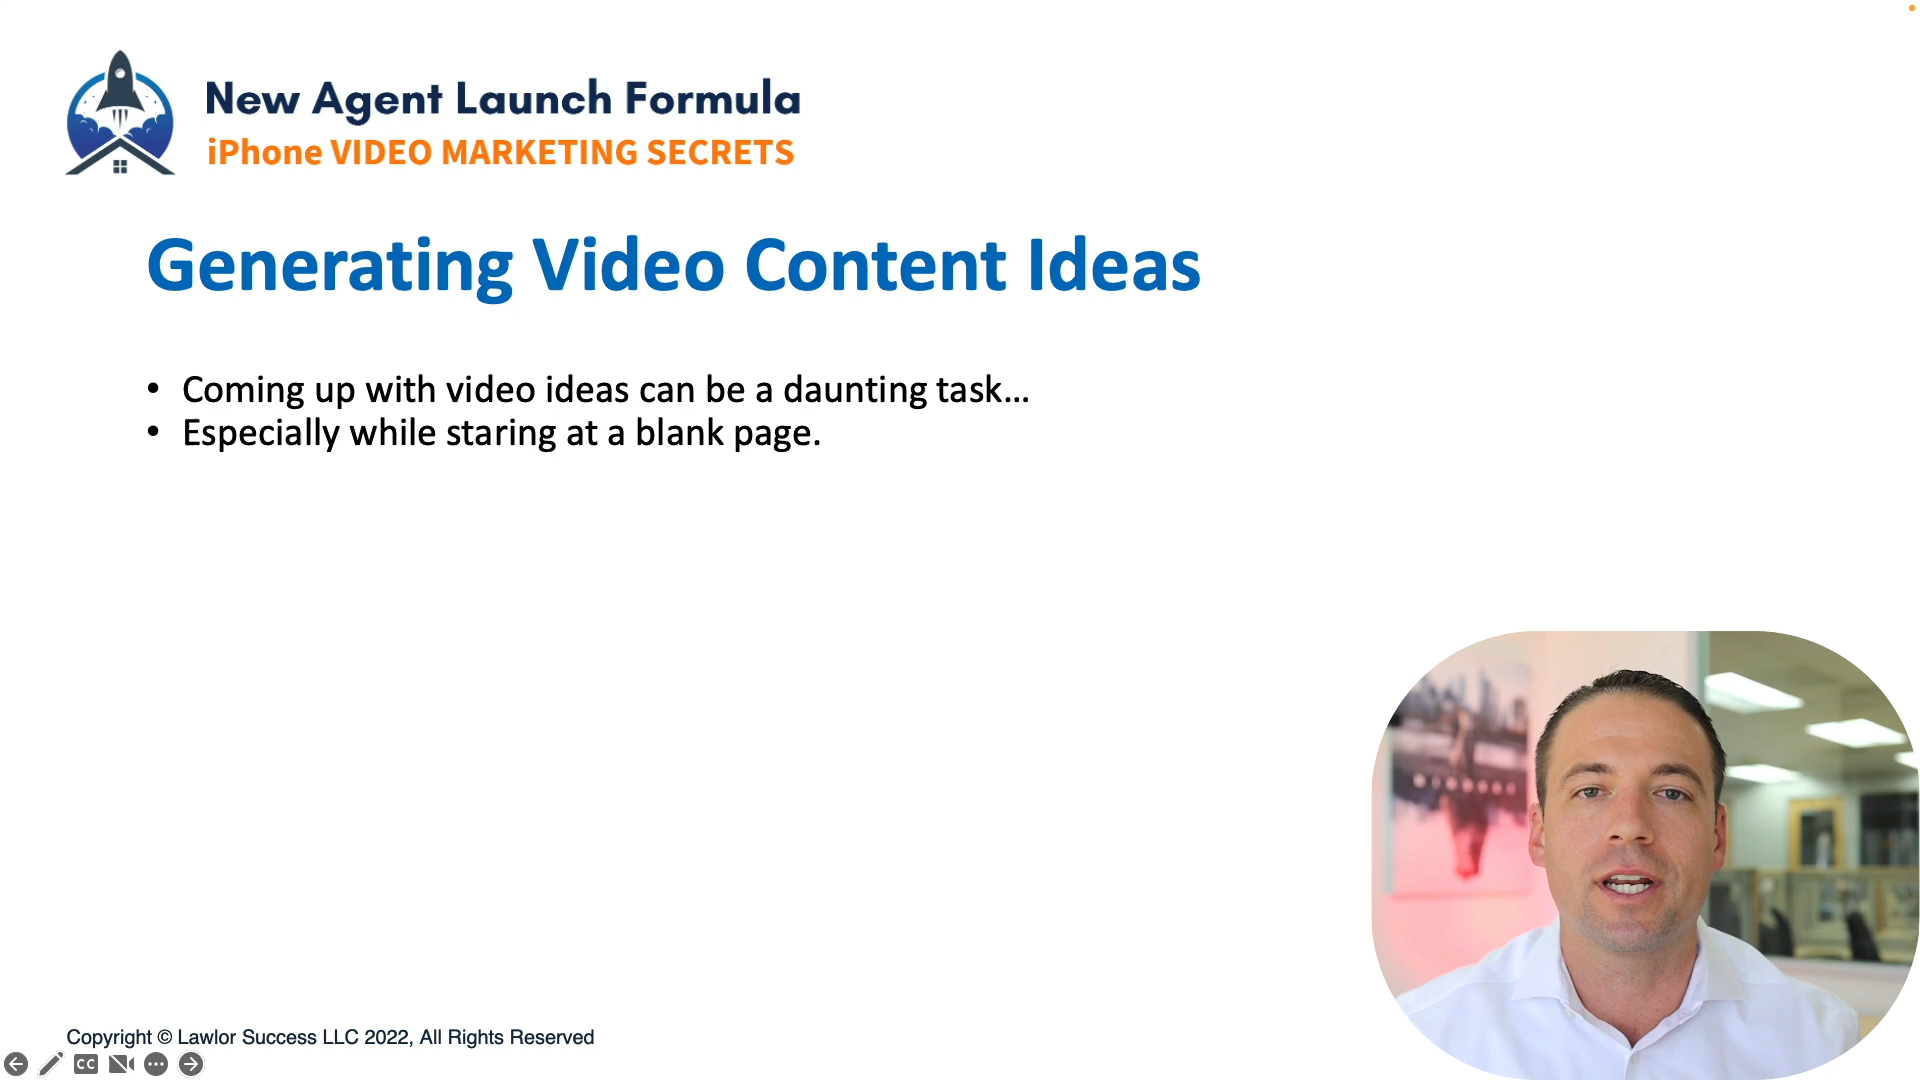 New Agent Launch Formula
iPhone VIDEO MARKETING SECRETS
Generating Video Content Ideas
• Coming up with video ideas can be a daunting task...
• Especially while staring at a blank page.
Copyright © Lawlor Success LLC 2022, All Rights Reserved
CC